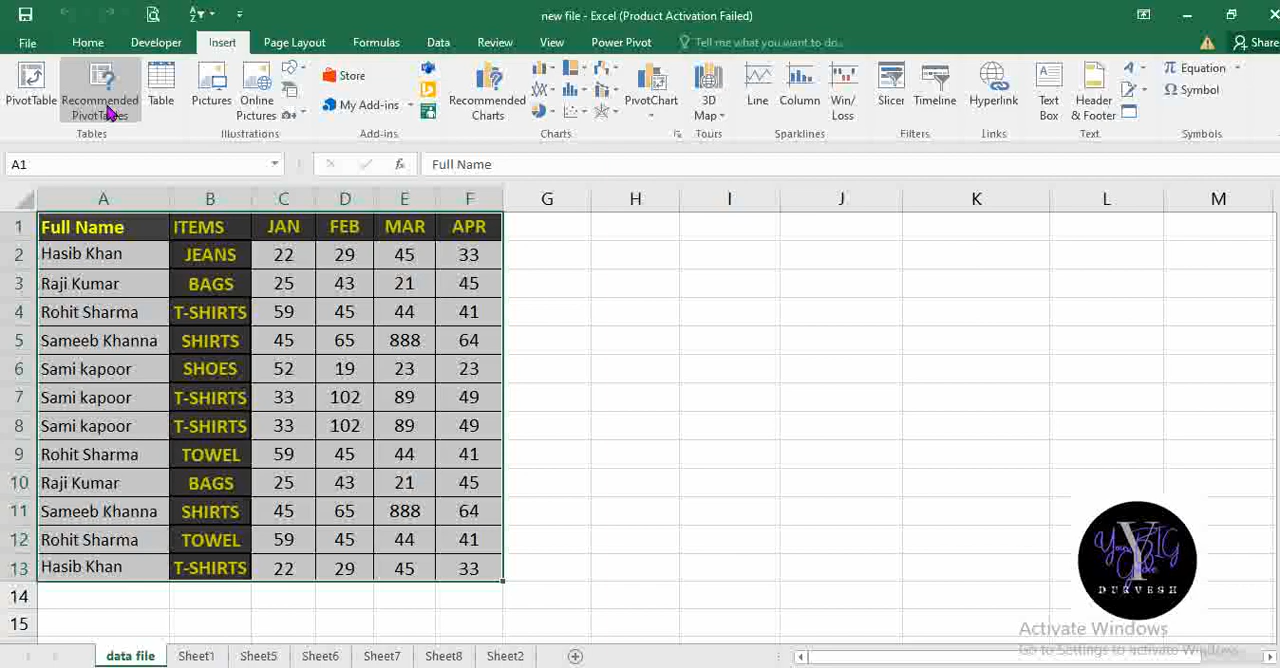 new file - Excel (Product Activation Failed)
File Home Developer Insert Page Layout Formulas Data Review View Power Pivot Tell me what you want to do... Share
PivotTable
Recommended
PivotTables
Table
Tables
Pictures
Online
Pictures
Illustrations
Store
My Add-ins
Add-ins
Recommended
Charts
PivotChart
Charts
3D
Map
Tours
Line
Column
Win/
Loss
Sparklines
Slicer
Timeline
Filters
Hyperlink
Links
Text
Box
Header
& Footer
Text
Equation
Symbol
Symbols
A1 fx Full Name
A B C D E F G H I J K L M
1 Full Name ITEMS JAN FEB MAR APR
2 Hasib Khan JEANS 22 29 45 33
3 Raji Kumar BAGS 25 43 21 45
4 Rohit Sharma T-SHIRTS 59 45 44 41
5 Sameeb Khanna SHIRTS 45 65 888 64
6 Sami kapoor SHOES 52 19 23 23
7 Sami kapoor T-SHIRTS 33 102 89 49
8 Sami kapoor T-SHIRTS 33 102 89 49
9 Rohit Sharma TOWEL 59 45 44 41
10 Raji Kumar BAGS 25 43 21 45
11 Sameeb Khanna SHIRTS 45 65 888 64
12 Rohit Sharma TOWEL 59 45 44 41
13 Hasib Khan T-SHIRTS 22 29 45 33
14
15
Y
DURVESH
Activate Windows
Go to Settings to activate Windows.
data file Sheet1 Sheet5 Sheet6 Sheet7 Sheet8 Sheet2